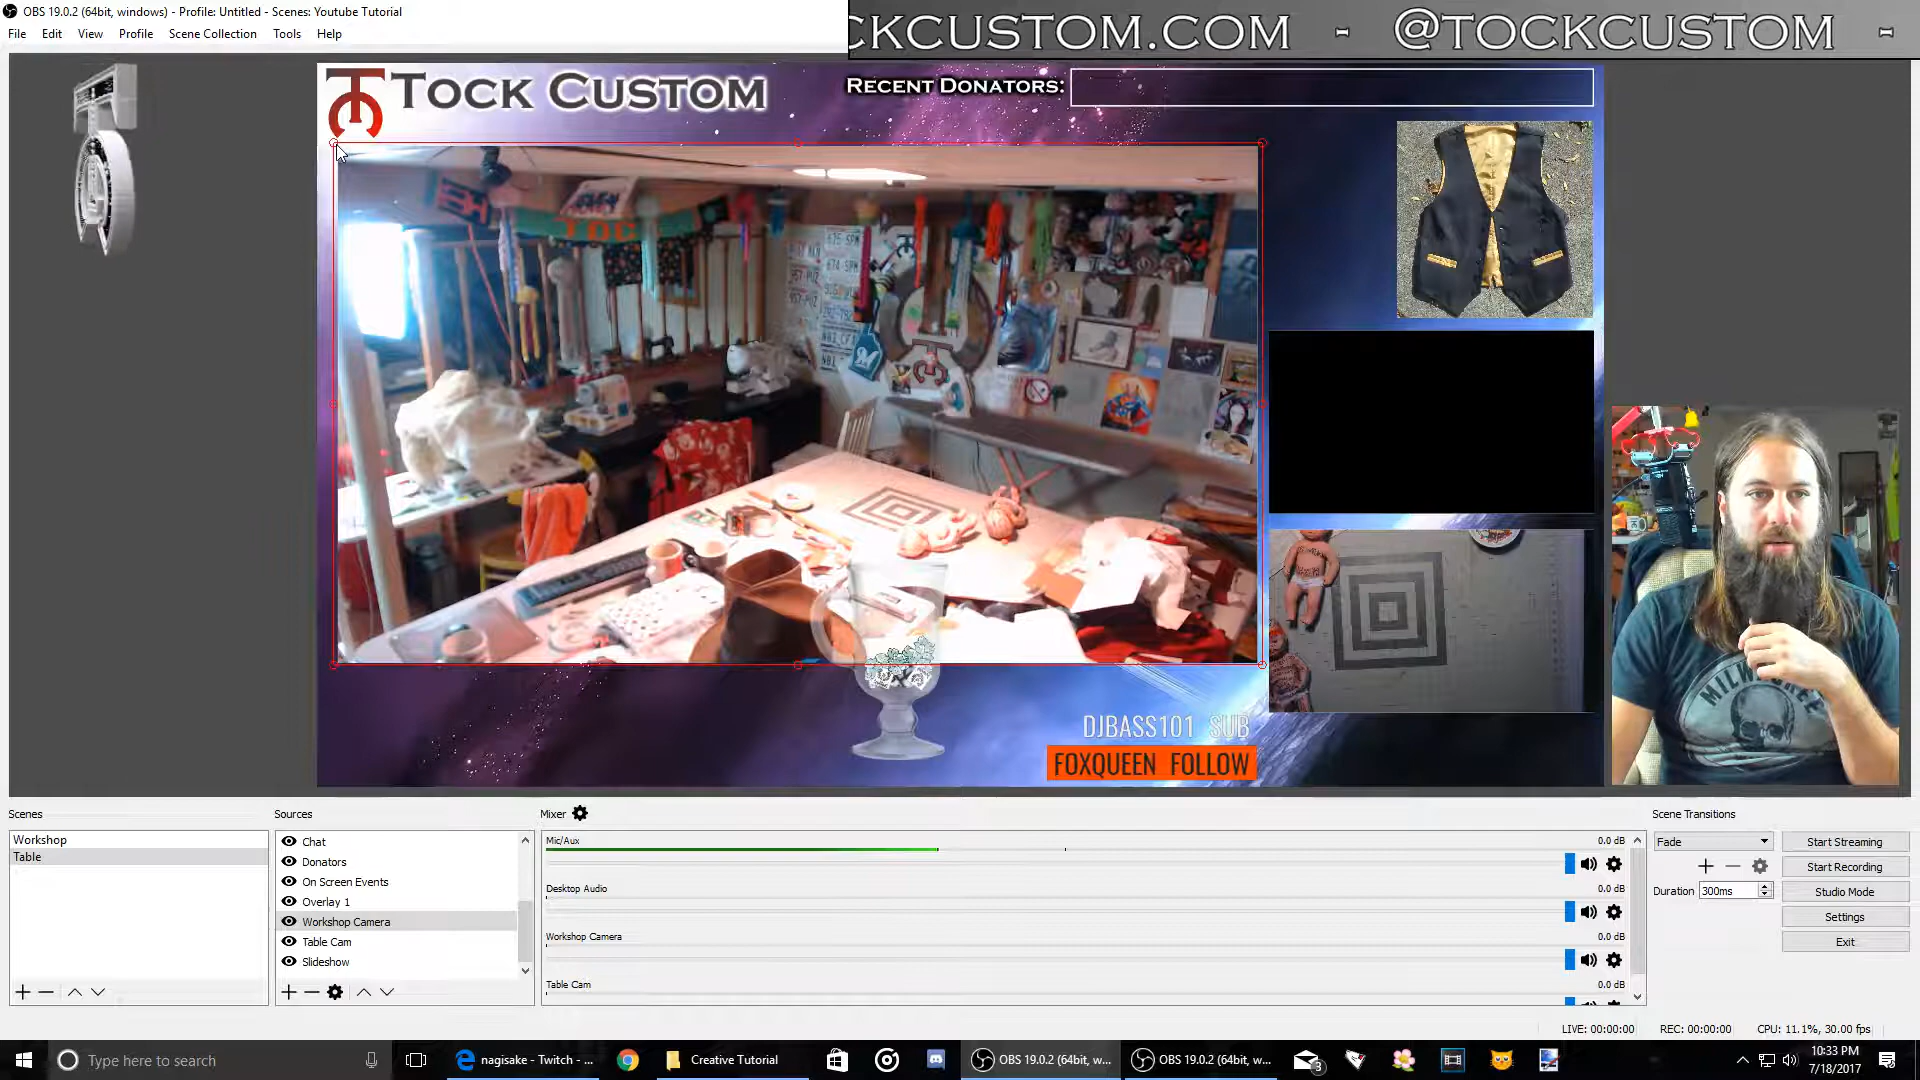 OBS 19.0.2 (64bit, windows) - Profile: Untitled - Scenes: Youtube Tutorial
File Edit View Profile Scene Collection Tools Help
CKCUSTOM.COM - @TOCKCUSTOM -
TOCK CUSTOM
RECENT DONATORS:
TOC
MILWAUKEE
DJBASS101 SUB
FOXQUEEN FOLLOW
Scenes
Workshop
Table
Sources
Chat
Donators
On Screen Events
Overlay 1
Workshop Camera
Table Cam
Slideshow
Mixer
Mic/Aux 0.0 dB
Desktop Audio 0.0 dB
Workshop Camera 0.0 dB
Table Cam 0.0 dB
Scene Transitions
Fade
Duration 300ms
Start Streaming
Start Recording
Studio Mode
Settings
Exit
LIVE: 00:00:00 REC: 00:00:00 CPU: 11.1%, 30.00 fps
Type here to search
nagisake - Twitch - ...
Creative Tutorial
OBS 19.0.2 (64bit, w...
OBS 19.0.2 (64bit, w...
3
10:33 PM
7/18/2017